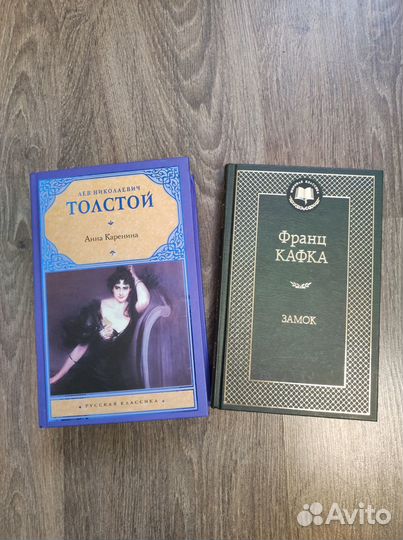 ЛЕВ НИКОЛАЕВИЧ
ТОЛСТОЙ
Анна Каренина
РУССКАЯ КЛАССИКА
Франц
КАФКА
ЗАМОК
Avito